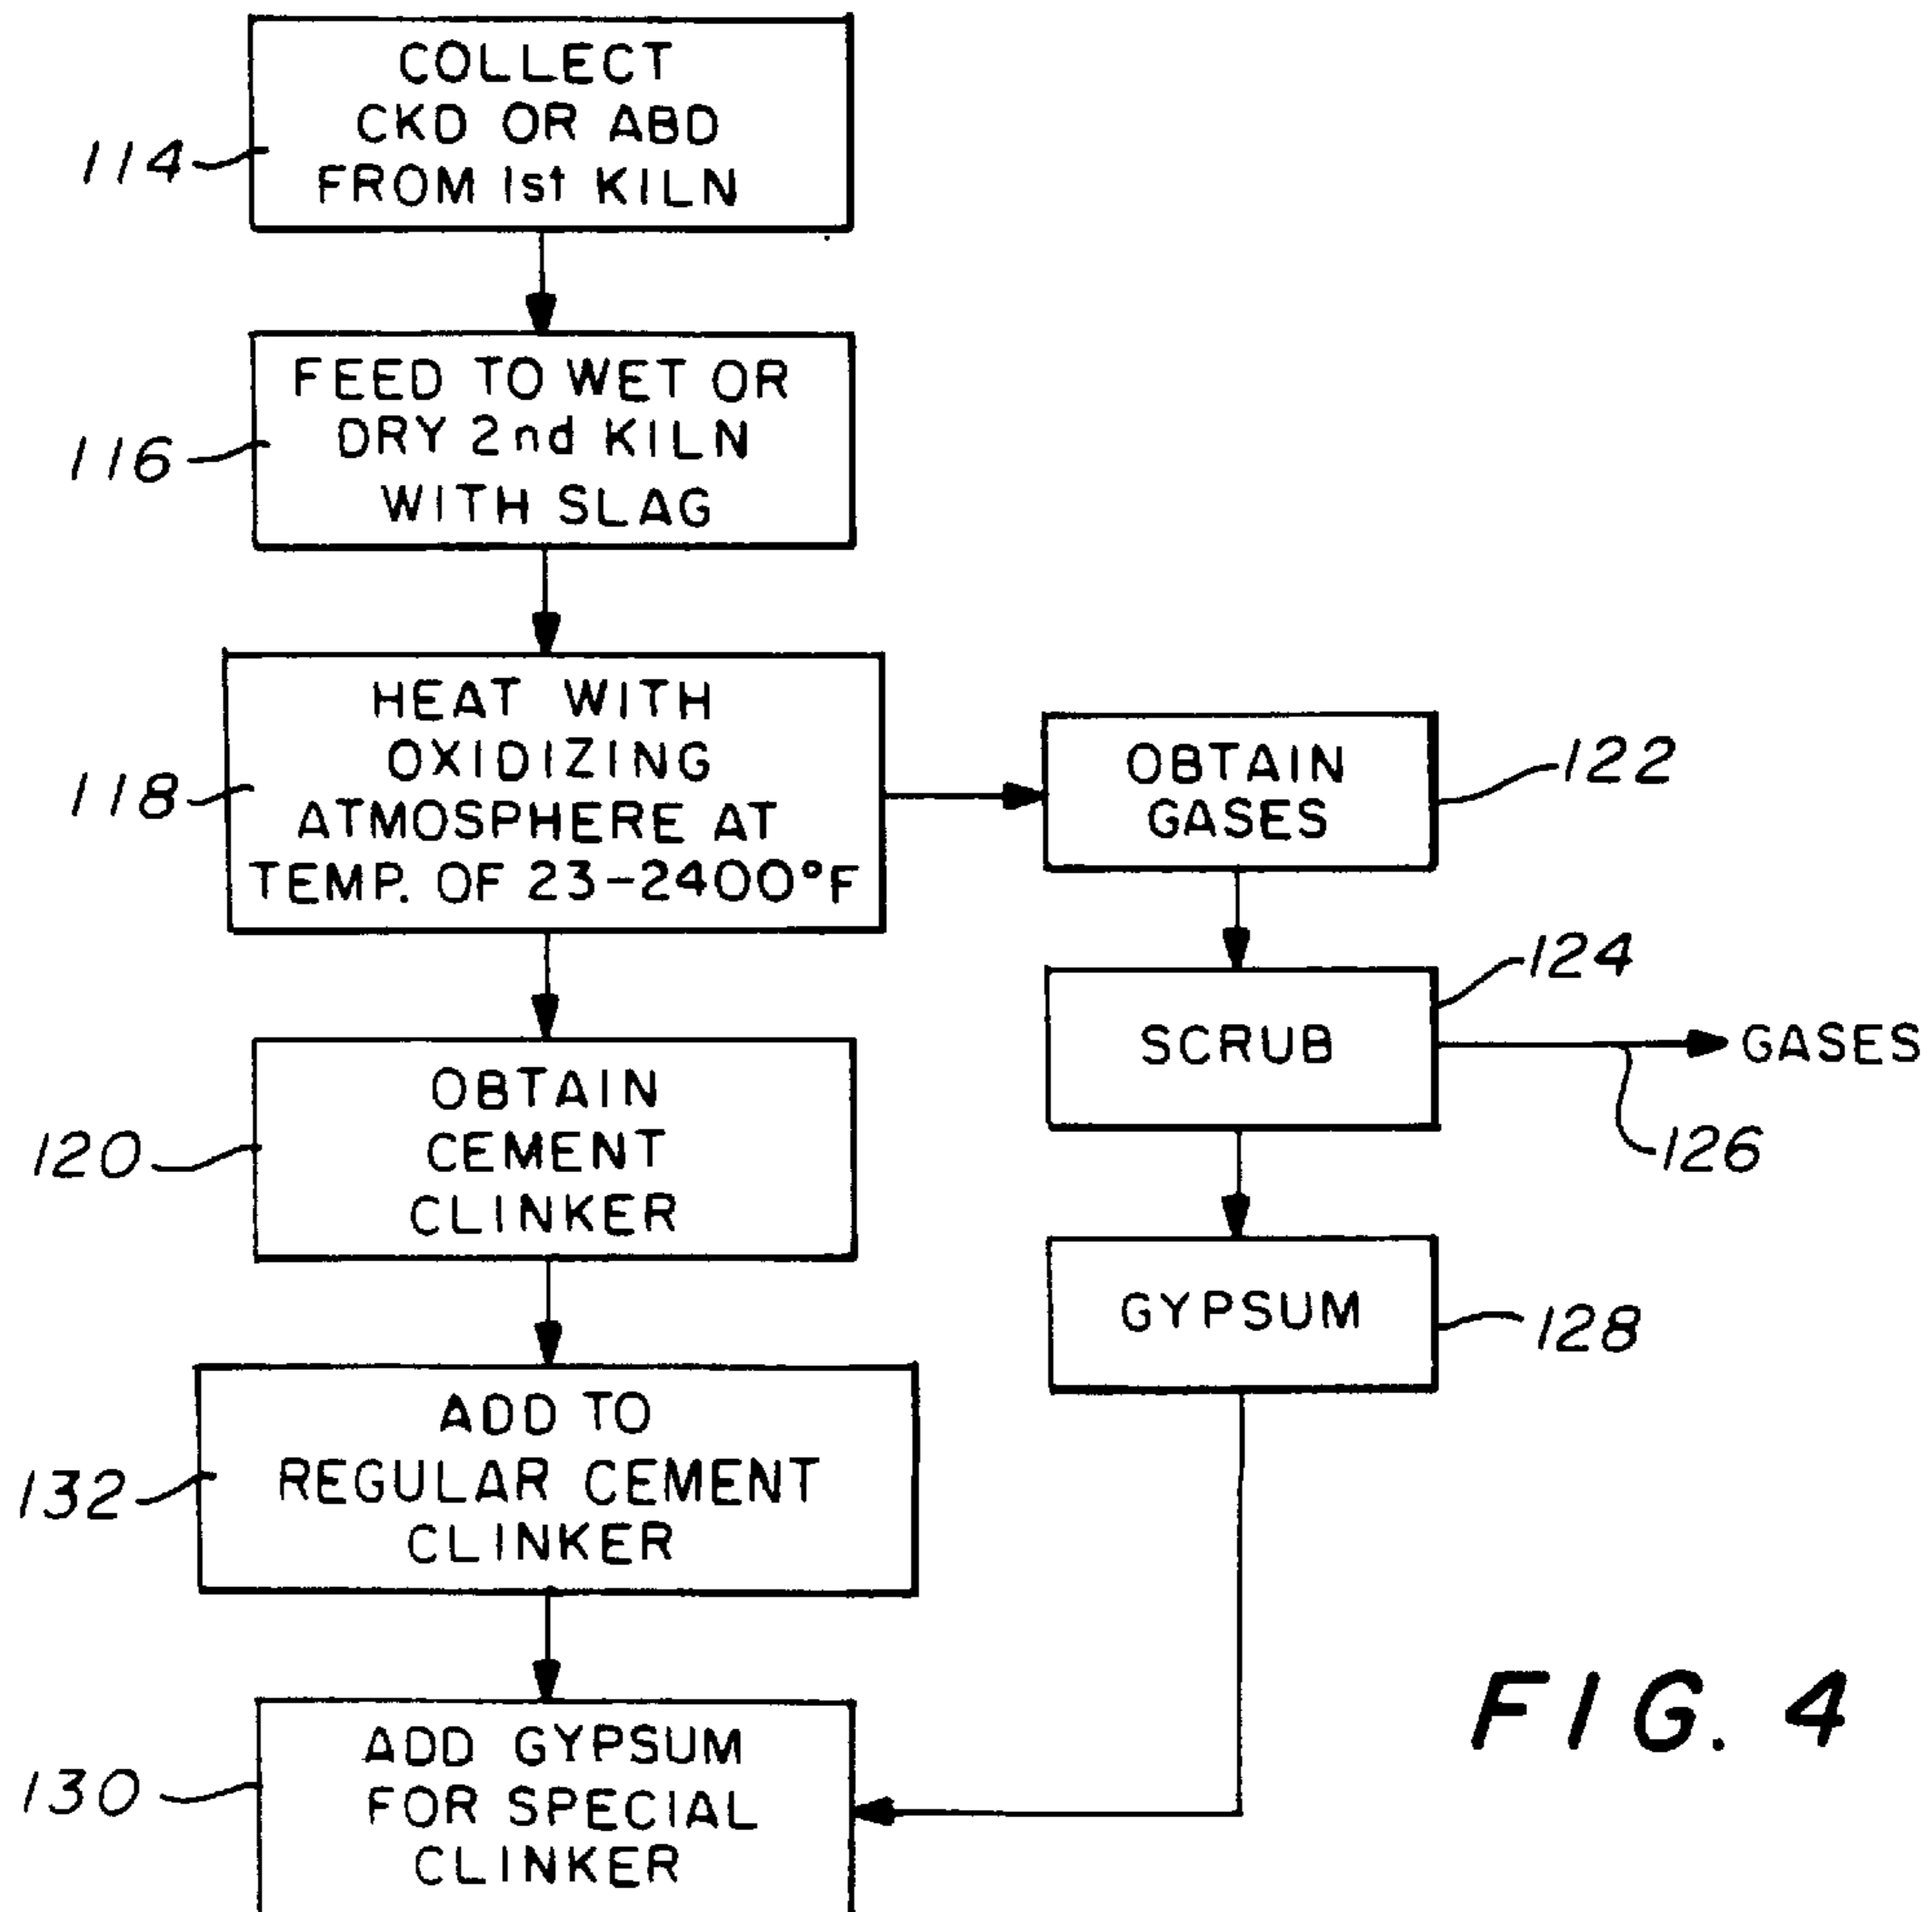 COLLECT
CKD OR ABD
FROM 1st KILN
114
FEED TO WET OR
DRY 2nd KILN
WITH SLAG
116
HEAT WITH
OXIDIZING
ATMOSPHERE AT
TEMP. OF 23-2400°F
118
OBTAIN
GASES
122
SCRUB
124
GASES
126
OBTAIN
CEMENT
CLINKER
120
GYPSUM
128
ADD TO
REGULAR CEMENT
CLINKER
132
ADD GYPSUM
FOR SPECIAL
CLINKER
130
FIG. 4